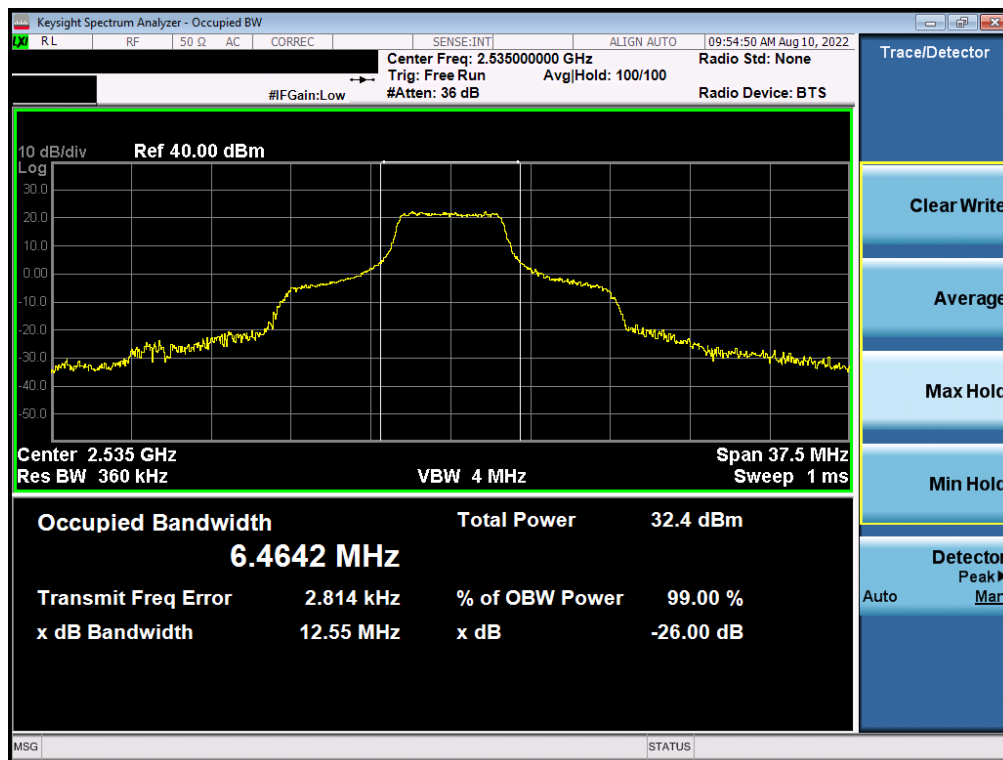 Keysight Spectrum Analyzer - Occupied BW
LXI RL RF 50 Ω AC CORREC SENSE:INT ALIGN AUTO 09:54:50 AM Aug 10, 2022
Center Freq: 2.535000000 GHz Radio Std: None
Trig: Free Run Avg|Hold: 100/100
#IFGain:Low #Atten: 36 dB Radio Device: BTS
Trace/Detector
10 dB/div Ref 40.00 dBm
Log
30.0
20.0
10.0
0.00
-10.0
-20.0
-30.0
-40.0
-50.0
Center 2.535 GHz Span 37.5 MHz
Res BW 360 kHz VBW 4 MHz Sweep 1 ms
Occupied Bandwidth Total Power 32.4 dBm
6.4642 MHz
Transmit Freq Error 2.814 kHz % of OBW Power 99.00 %
x dB Bandwidth 12.55 MHz x dB -26.00 dB
Clear Write
Average
Max Hold
Min Hold
Detector
Peak
Auto Man
MSG STATUS